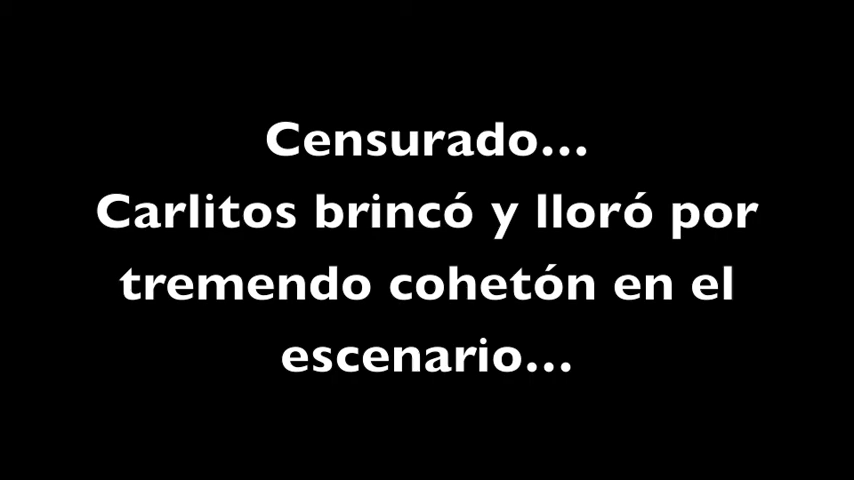 Censurado...
Carlitos brincó y lloró por
tremendo cohetón en el
escenario...